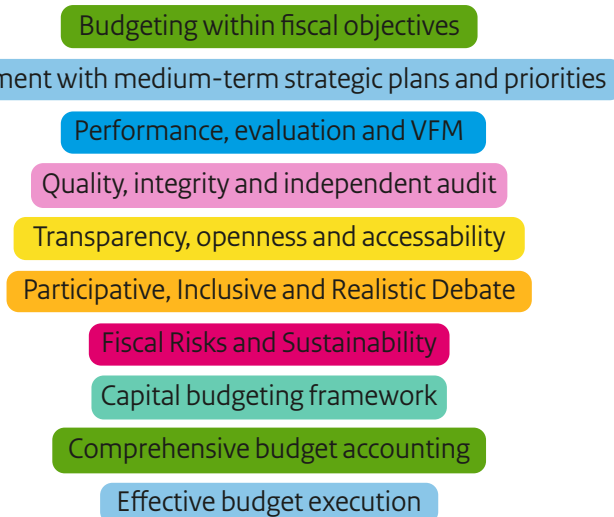 Budgeting within fiscal objectives
ment with medium-term strategic plans and priorities
Performance, evaluation and VFM
Quality, integrity and independent audit
Transparency, openness and accessability
Participative, Inclusive and Realistic Debate
Fiscal Risks and Sustainability
Capital budgeting framework
Comprehensive budget accounting
Effective budget execution